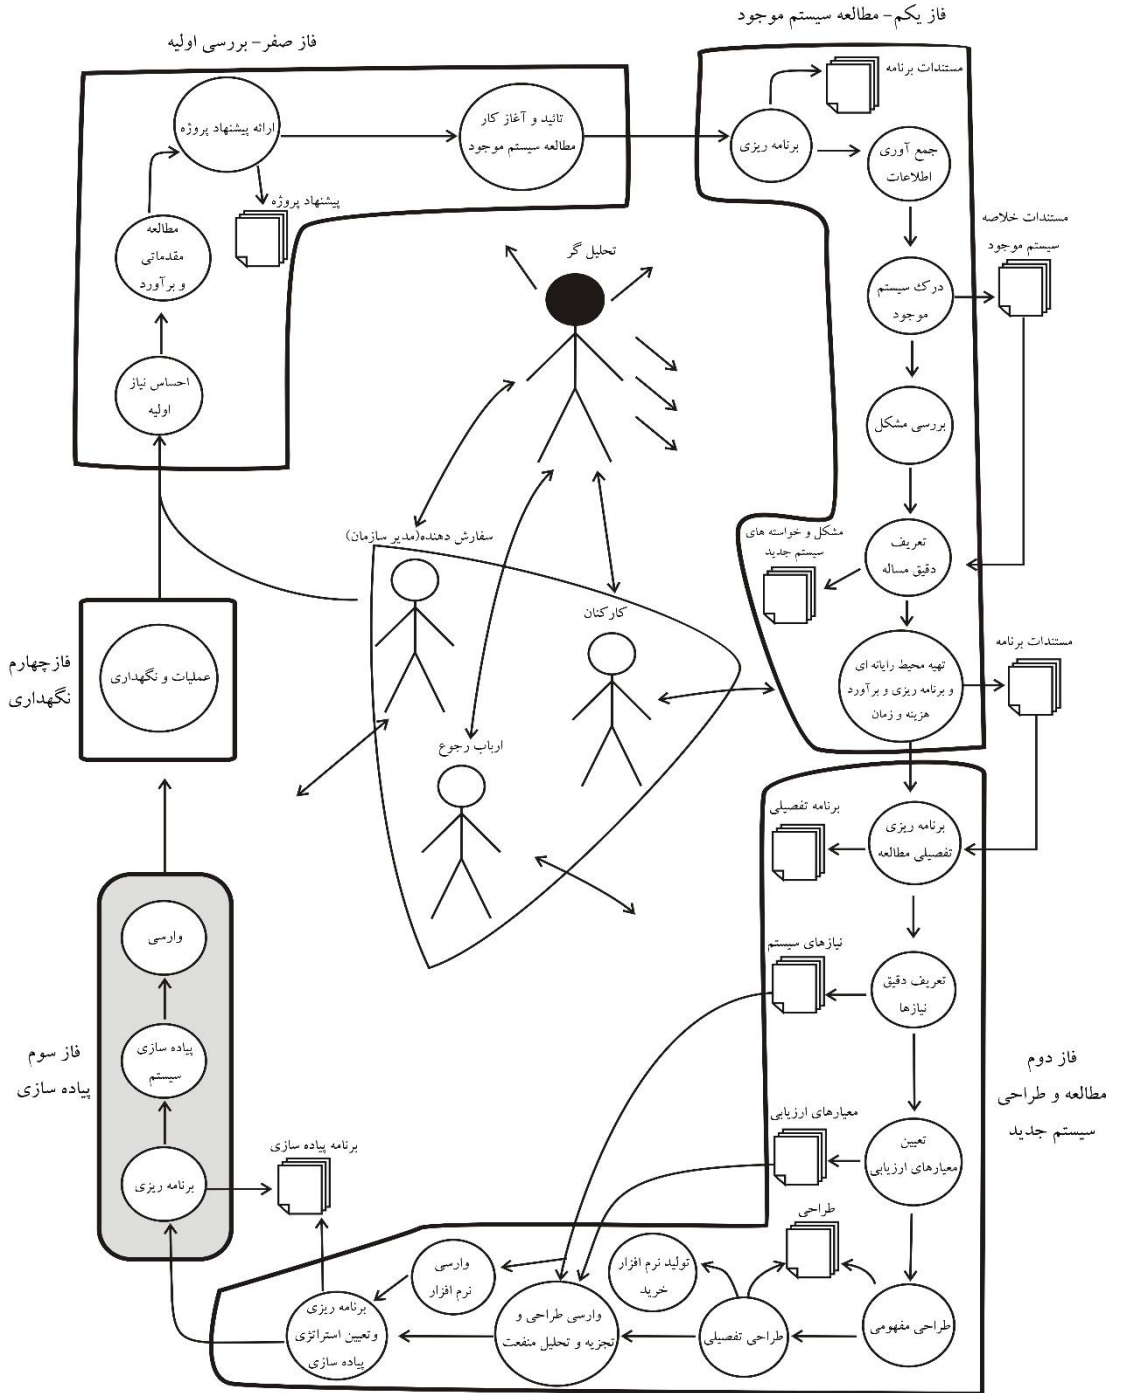 فاز صفر- بررسی اولیه
ارائه پیشنهاد پروژه
تائید و آغاز کار
مطالعه سیستم موجود
پیشنهاد پروژه
مطالعه
مقدماتی
و برآورد
احساس نیاز
اولیه
فاز یکم- مطالعه سیستم موجود
مستندات برنامه
برنامه ریزی
جمع آوری
اطلاعات
مستندات خلاصه
سیستم موجود
درک سیستم
موجود
بررسی مشکل
تعریف
دقیق مساله
مشکل و خواسته های
سیستم جدید
تهیه محیط رایانه ای
و برنامه ریزی و برآورد
هزینه و زمان
مستندات برنامه
تحلیل گر
سفارش دهنده(مدیر سازمان)
کارکنان
ارباب رجوع
فاز دوم
مطالعه و طراحی
سیستم جدید
برنامه ریزی
تفصیلی مطالعه
برنامه تفصیلی
نیازهای سیستم
تعریف دقیق
نیازها
معیارهای ارزیابی
تعیین
معیارهای ارزیابی
طراحی
طراحی مفهومی
طراحی تفصیلی
تولید نرم افزار
خرید
وارسی طراحی و
تجزیه و تحلیل منفعت
وارسی
نرم افزار
برنامه ریزی
وتعیین استراتژی
پیاده سازی
برنامه پیاده سازی
فاز سوم
پیاده سازی
برنامه ریزی
پیاده سازی
سیستم
وارسی
فازچهارم
نگهداری
عملیات و نگهداری